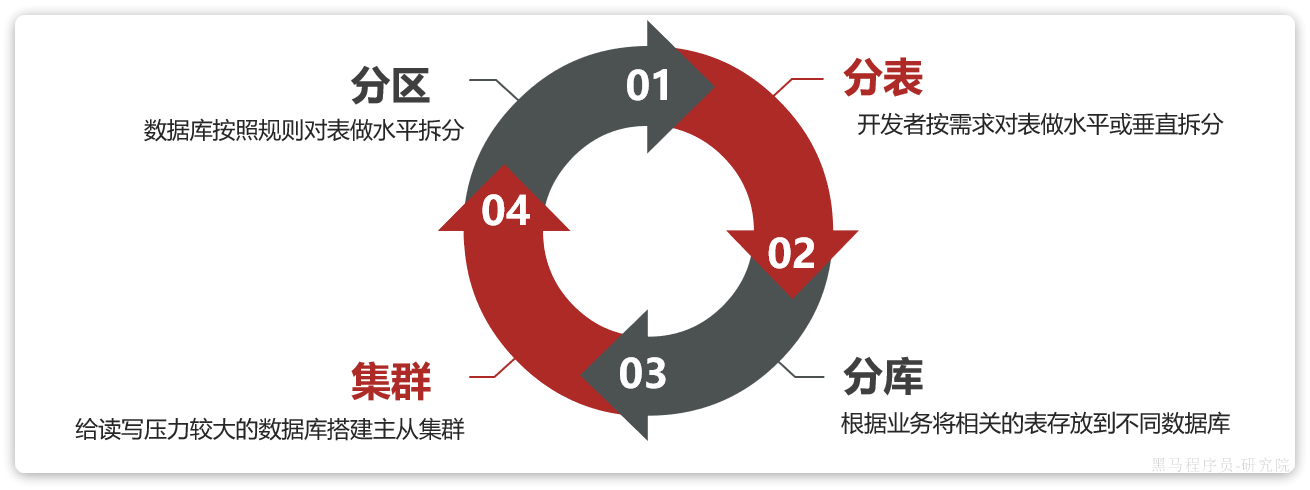 01
分区
数据库按照规则对表做水平拆分
分表
开发者按需求对表做水平或垂直拆分
02
03
分库
根据业务将相关的表存放到不同数据库
04
集群
给读写压力较大的数据库搭建主从集群
黑马程序员-研究院